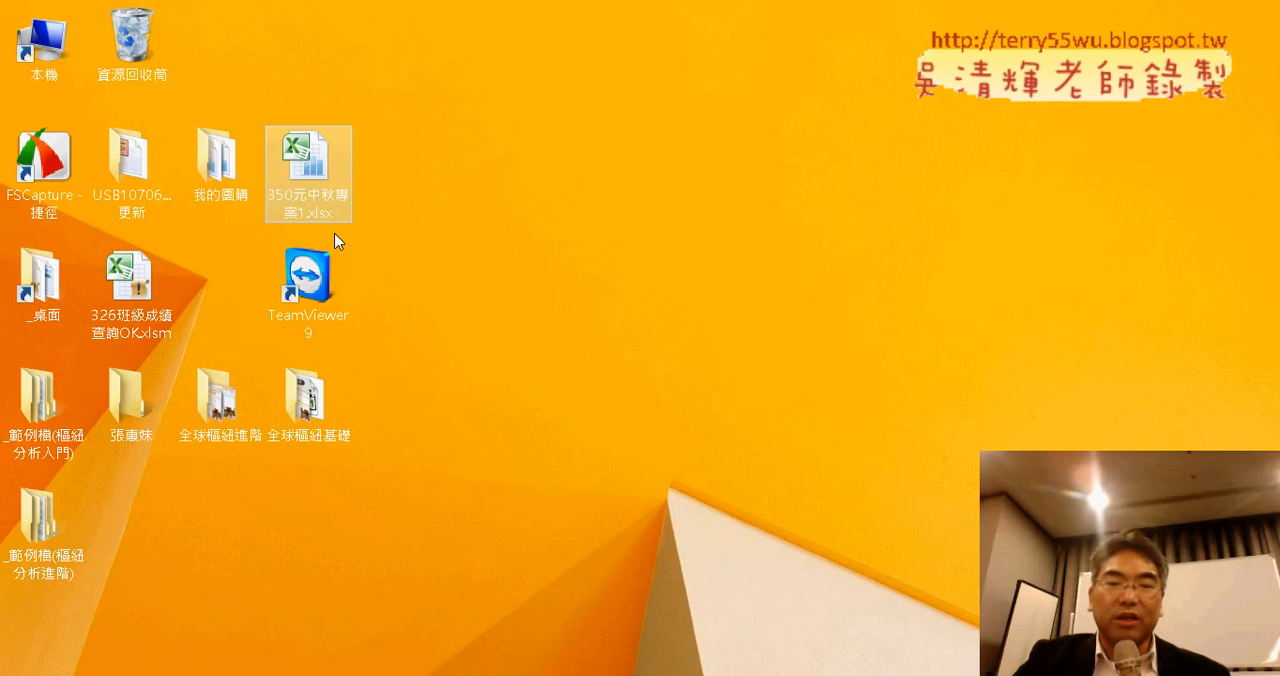 http://terry55wu.blogspot.tw
吳清輝老師錄製
本機
資源回收筒
FSCapture -
捷徑
USB10706...
更新
我的團購
350元中秋專
案1.xlsx
_桌面
326班級成績
查詢OK.xlsm
TeamViewer
9
_範例檔(樞紐
分析入門)
張惠妹
全球樞紐進階
全球樞紐基礎
_範例檔(樞紐
分析進階)